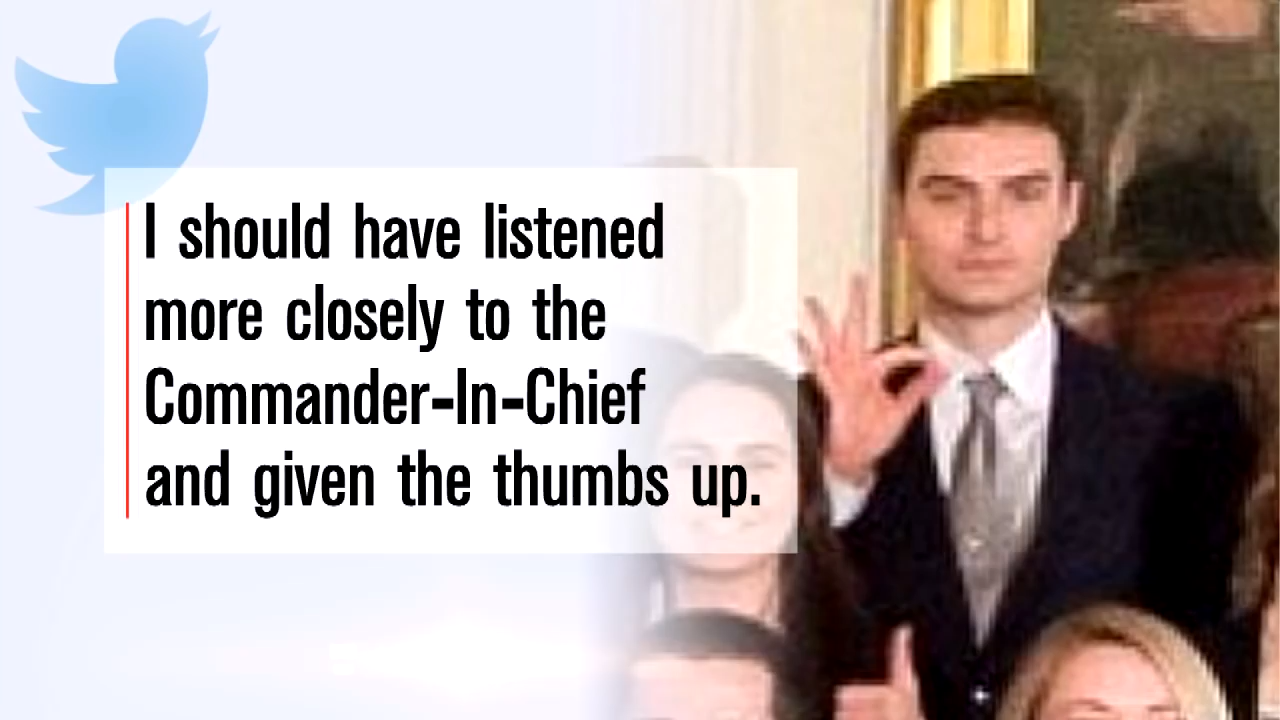 I should have listened
more closely to the
Commander-In-Chief
and given the thumbs up.